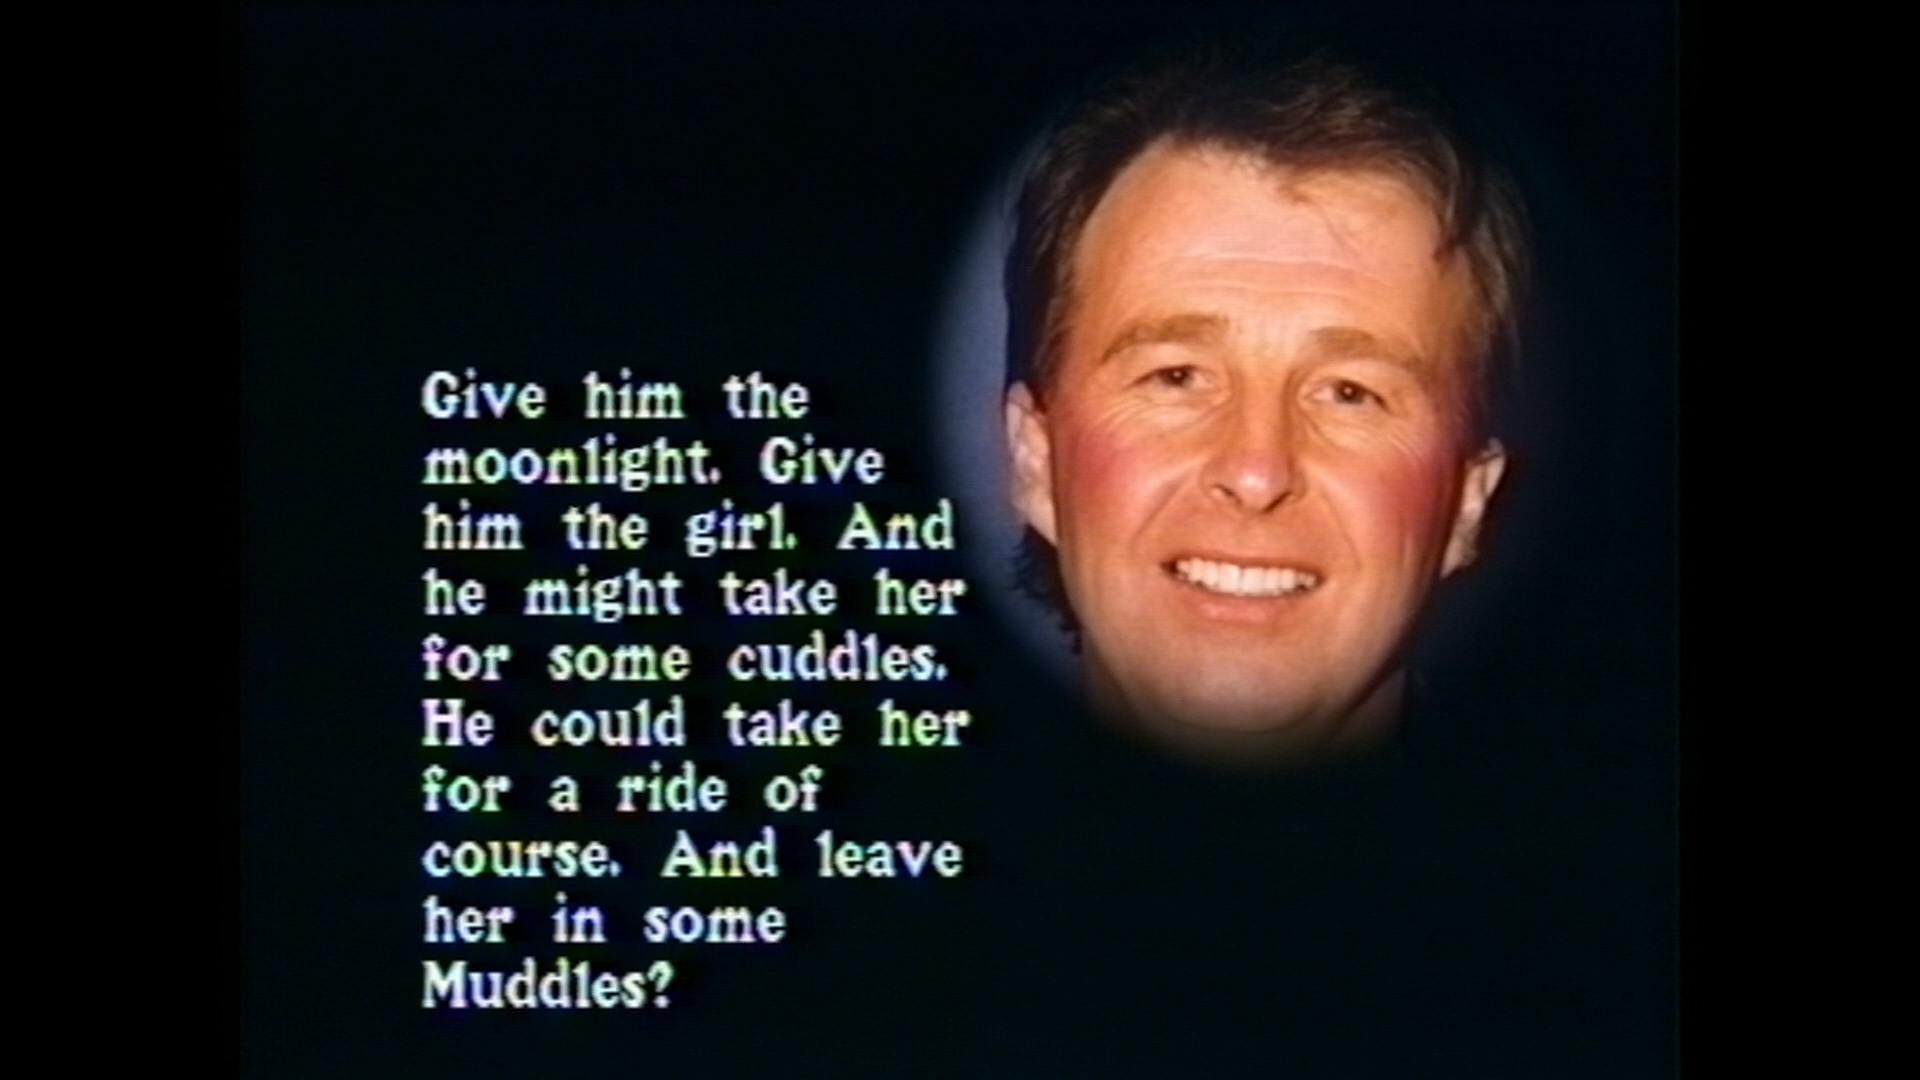 Give him the
moonlight. Give
him the girl. And
he might take her
for some cuddles.
He could take her
for a ride of
course. And leave
her in some
Muddles?